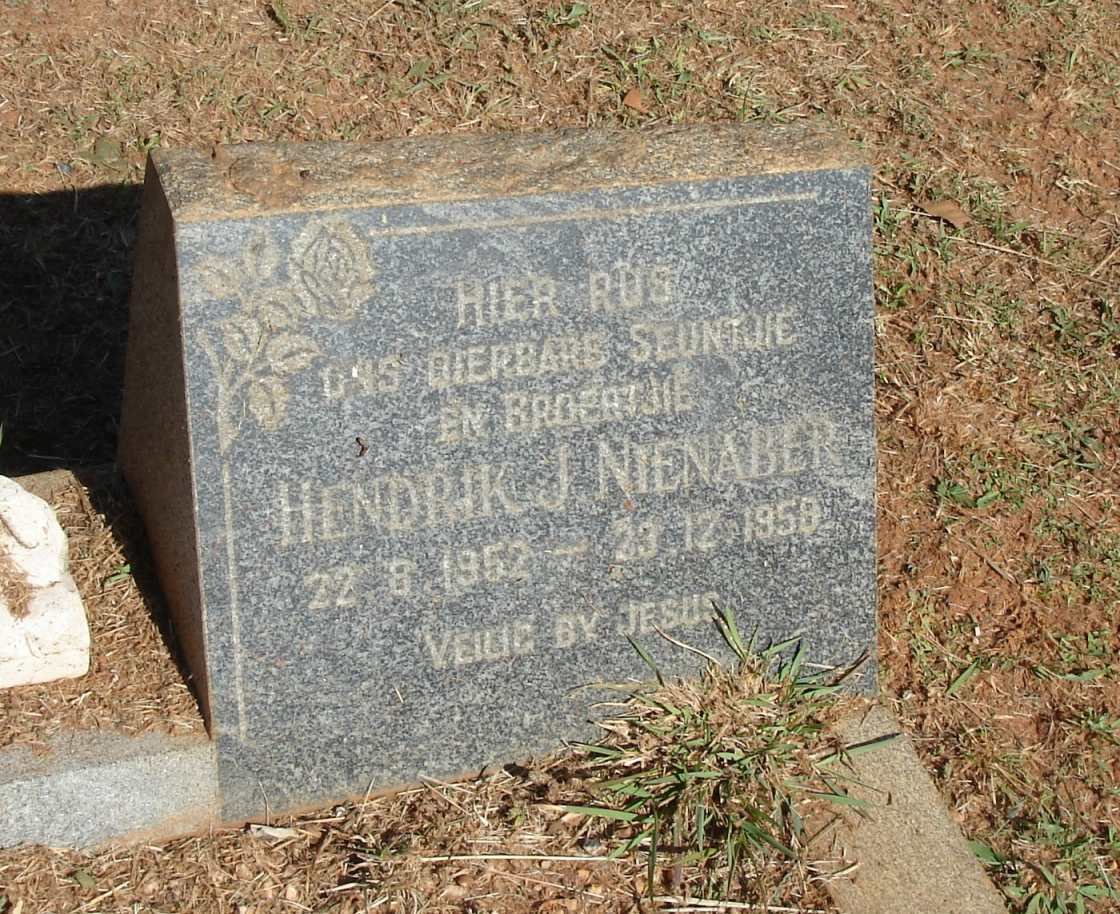 HIER RUS
ONS DIERBARE SEUNTJIE
EN BROERTJIE
HENDRIK J NIENABER
22 8 1952 – 23 12 1958
VEILIG BY JESUS